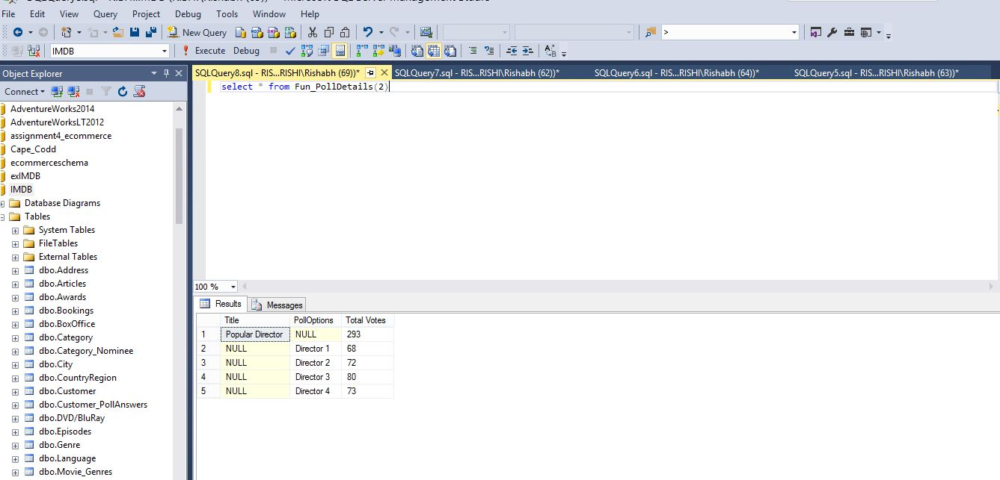 File Edit View Query Project Debug Tools Window Help
New Query >
IMDB Execute Debug
Object Explorer
Connect
AdventureWorks2014
AdventureWorksLT2012
assignment4_ecommerce
Cape_Codd
ecommerceschema
exIMDB
IMDB
Database Diagrams
Tables
System Tables
FileTables
External Tables
dbo.Address
dbo.Articles
dbo.Awards
dbo.Bookings
dbo.BoxOffice
dbo.Category
dbo.Category_Nominee
dbo.City
dbo.CountryRegion
dbo.Customer
dbo.Customer_PollAnswers
dbo.DVD/BluRay
dbo.Episodes
dbo.Genre
dbo.Language
dbo.Movie_Genres
SQLQuery8.sql - RIS...RISHI\Rishabh (69))* SQLQuery7.sql - RIS...RISHI\Rishabh (62))* SQLQuery6.sql - RIS...RISHI\Rishabh (64))* SQLQuery5.sql - RIS...RISHI\Rishabh (63))*
select * from Fun_PollDetails(2)
100 %
Results Messages
Title PollOptions Total Votes
1 Popular Director NULL 293
2 NULL Director 1 68
3 NULL Director 2 72
4 NULL Director 3 80
5 NULL Director 4 73